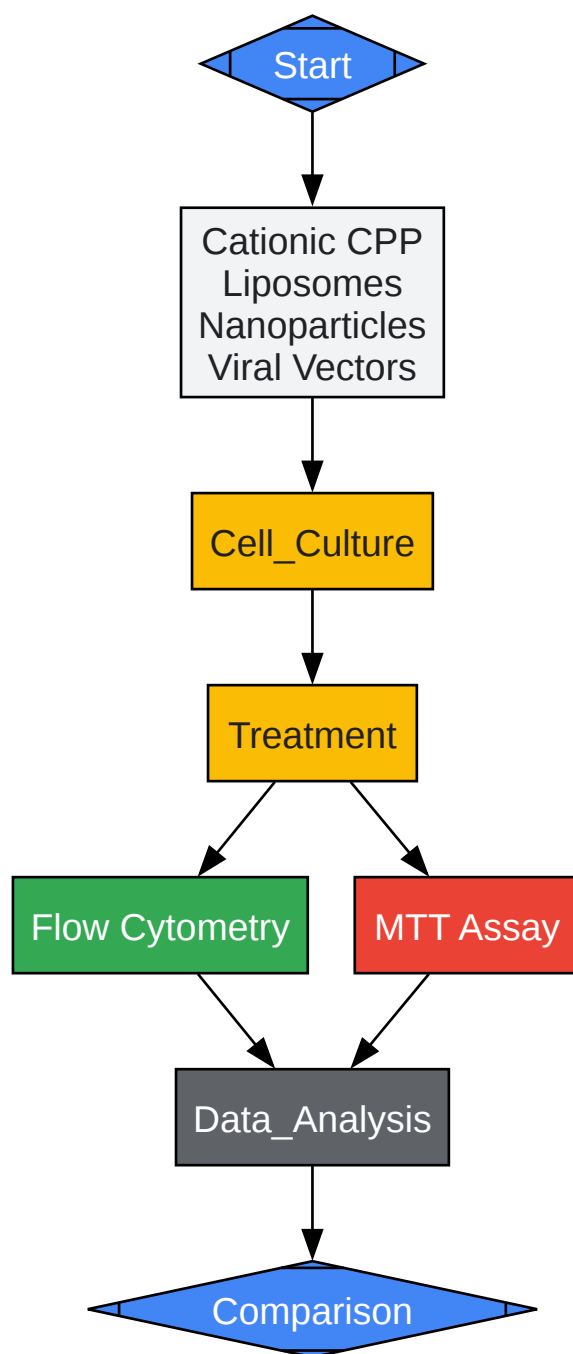 Start
Cationic CPP
Liposomes
Nanoparticles
Viral Vectors
Cell_Culture
Treatment
Flow Cytometry
MTT Assay
Data_Analysis
Comparison